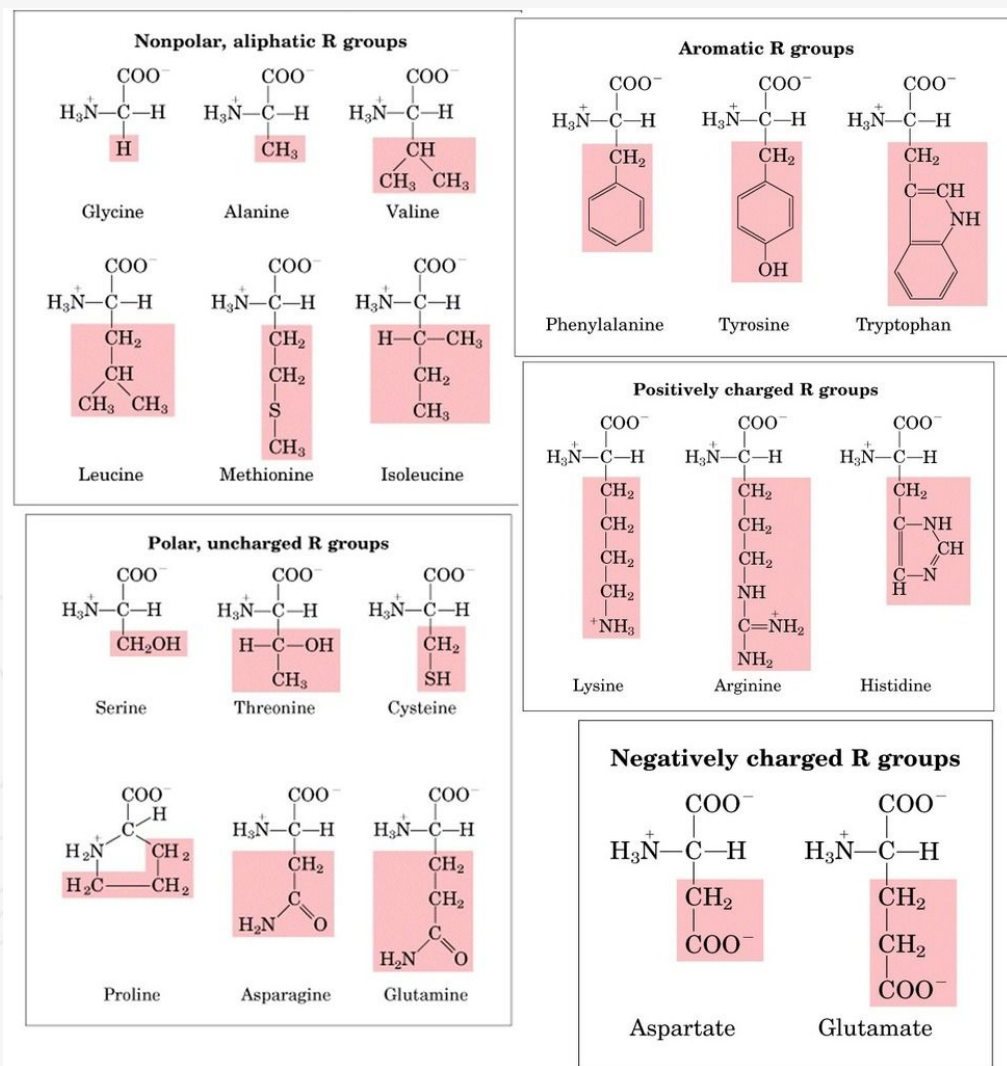 Nonpolar, aliphatic R groups
COO⁻ COO⁻ COO⁻
H₃N⁺—C—H H₃N⁺—C—H H₃N⁺—C—H
H CH₃ CH
CH₃ CH₃
Glycine Alanine Valine
COO⁻ COO⁻ COO⁻
H₃N⁺—C—H H₃N⁺—C—H H₃N⁺—C—H
CH₂ CH₂ H—C—CH₃
CH CH₂ CH₂
CH₃ CH₃ S CH₃
CH₃
Leucine Methionine Isoleucine
Aromatic R groups
COO⁻ COO⁻ COO⁻
H₃N⁺—C—H H₃N⁺—C—H H₃N⁺—C—H
CH₂ CH₂ CH₂
C=CH
NH
OH
Phenylalanine Tyrosine Tryptophan
Positively charged R groups
COO⁻ COO⁻ COO⁻
H₃N⁺—C—H H₃N⁺—C—H H₃N⁺—C—H
CH₂ CH₂ CH₂
CH₂ CH₂ C—NH
CH₂ CH₂ CH
CH₂ NH C—N
H
⁺NH₃ C=N⁺H₂
NH₂
Lysine Arginine Histidine
Polar, uncharged R groups
COO⁻ COO⁻ COO⁻
H₃N⁺—C—H H₃N⁺—C—H H₃N⁺—C—H
CH₂OH H—C—OH CH₂
CH₃ SH
Serine Threonine Cysteine
COO⁻ COO⁻ COO⁻
H
C H₃N⁺—C—H H₃N⁺—C—H
H₂N⁺ CH₂ CH₂ CH₂
H₂C—CH₂ C CH₂
H₂N O C
H₂N O
Proline Asparagine Glutamine
Negatively charged R groups
COO⁻ COO⁻
H₃N⁺—C—H H₃N⁺—C—H
CH₂ CH₂
COO⁻ CH₂
COO⁻
Aspartate Glutamate